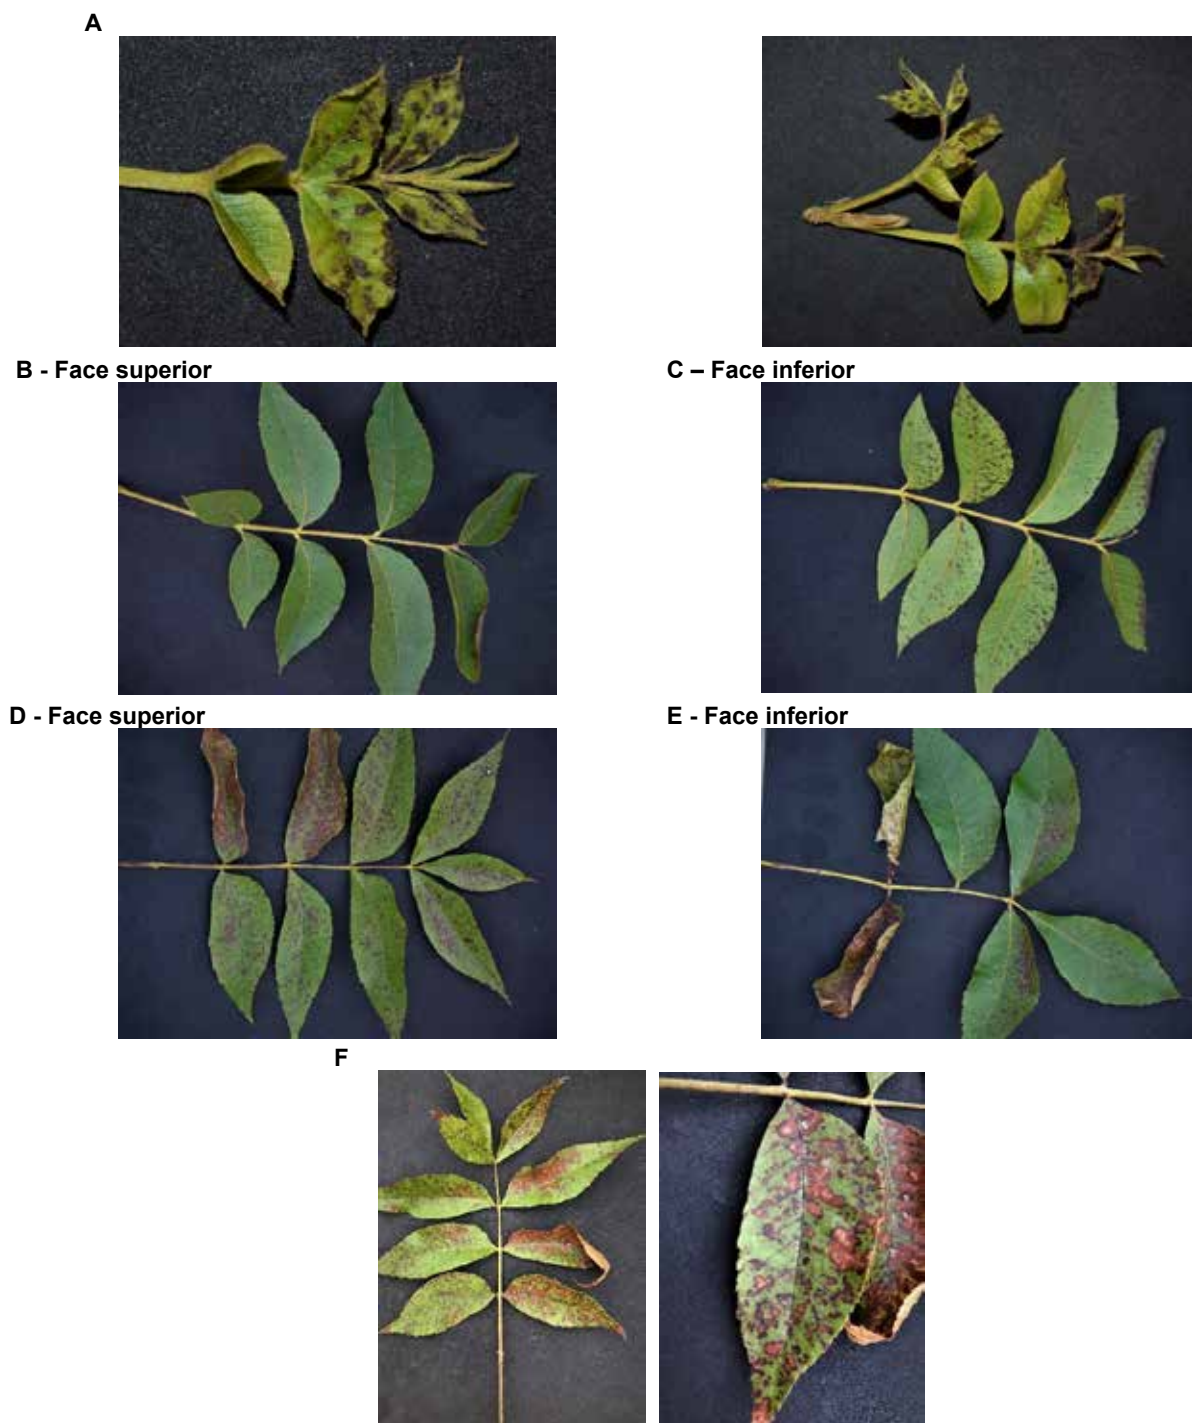 A
B - Face superior
C – Face inferior
D - Face superior
E - Face inferior
F